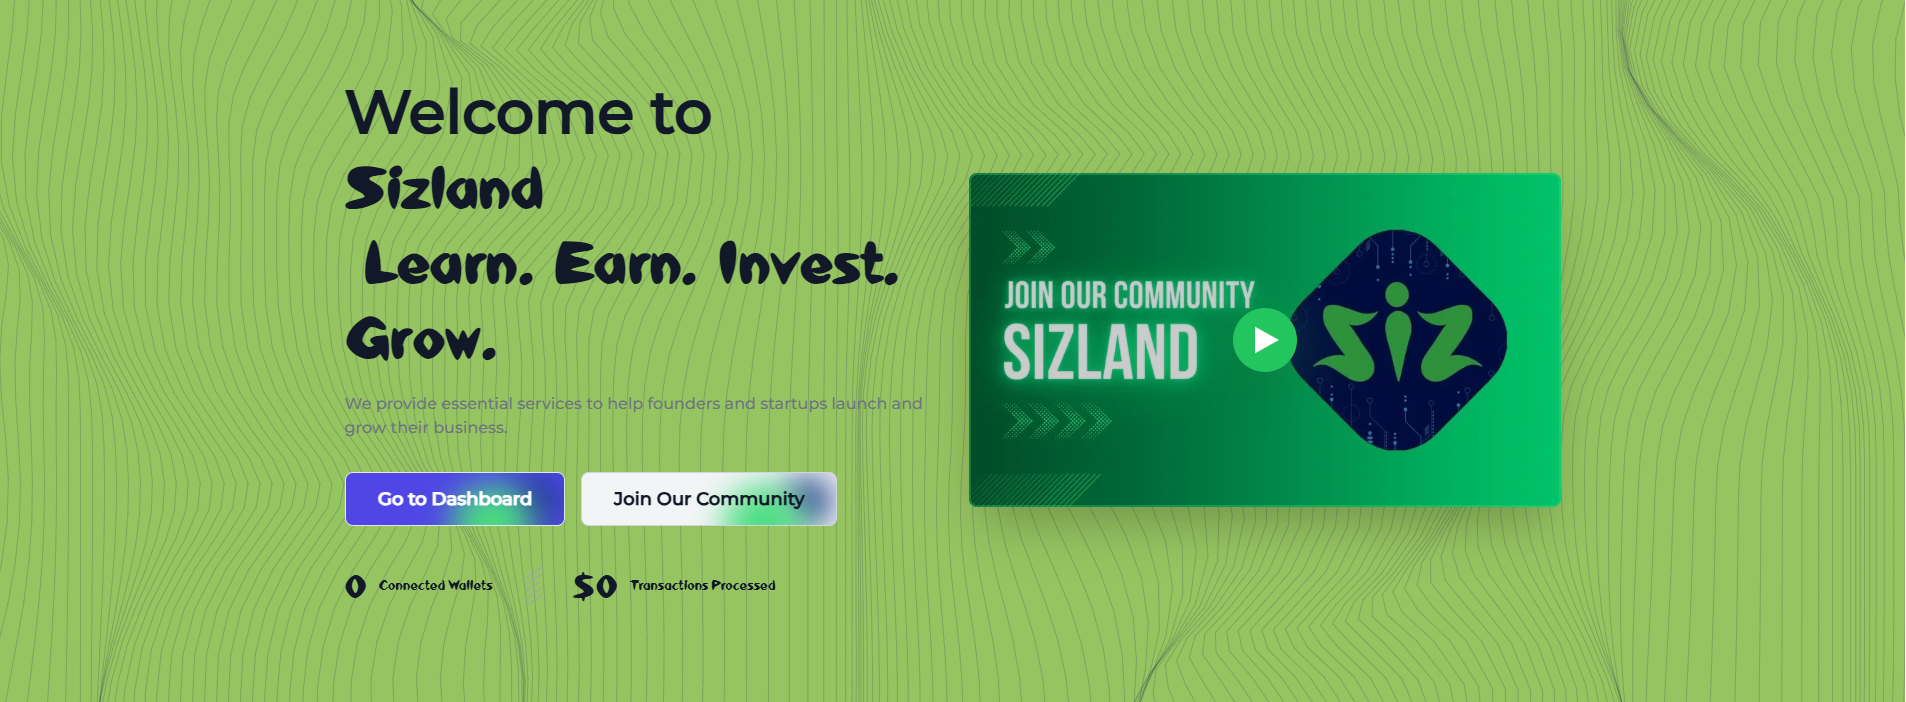 Welcome to
Sizland
Learn. Earn. Invest.
Grow.
We provide essential services to help founders and startups launch and
grow their business.
Go to Dashboard
Join Our Community
0 Connected Wallets
$0 Transactions Processed
JOIN OUR COMMUNITY
SIZLAND
SIZ